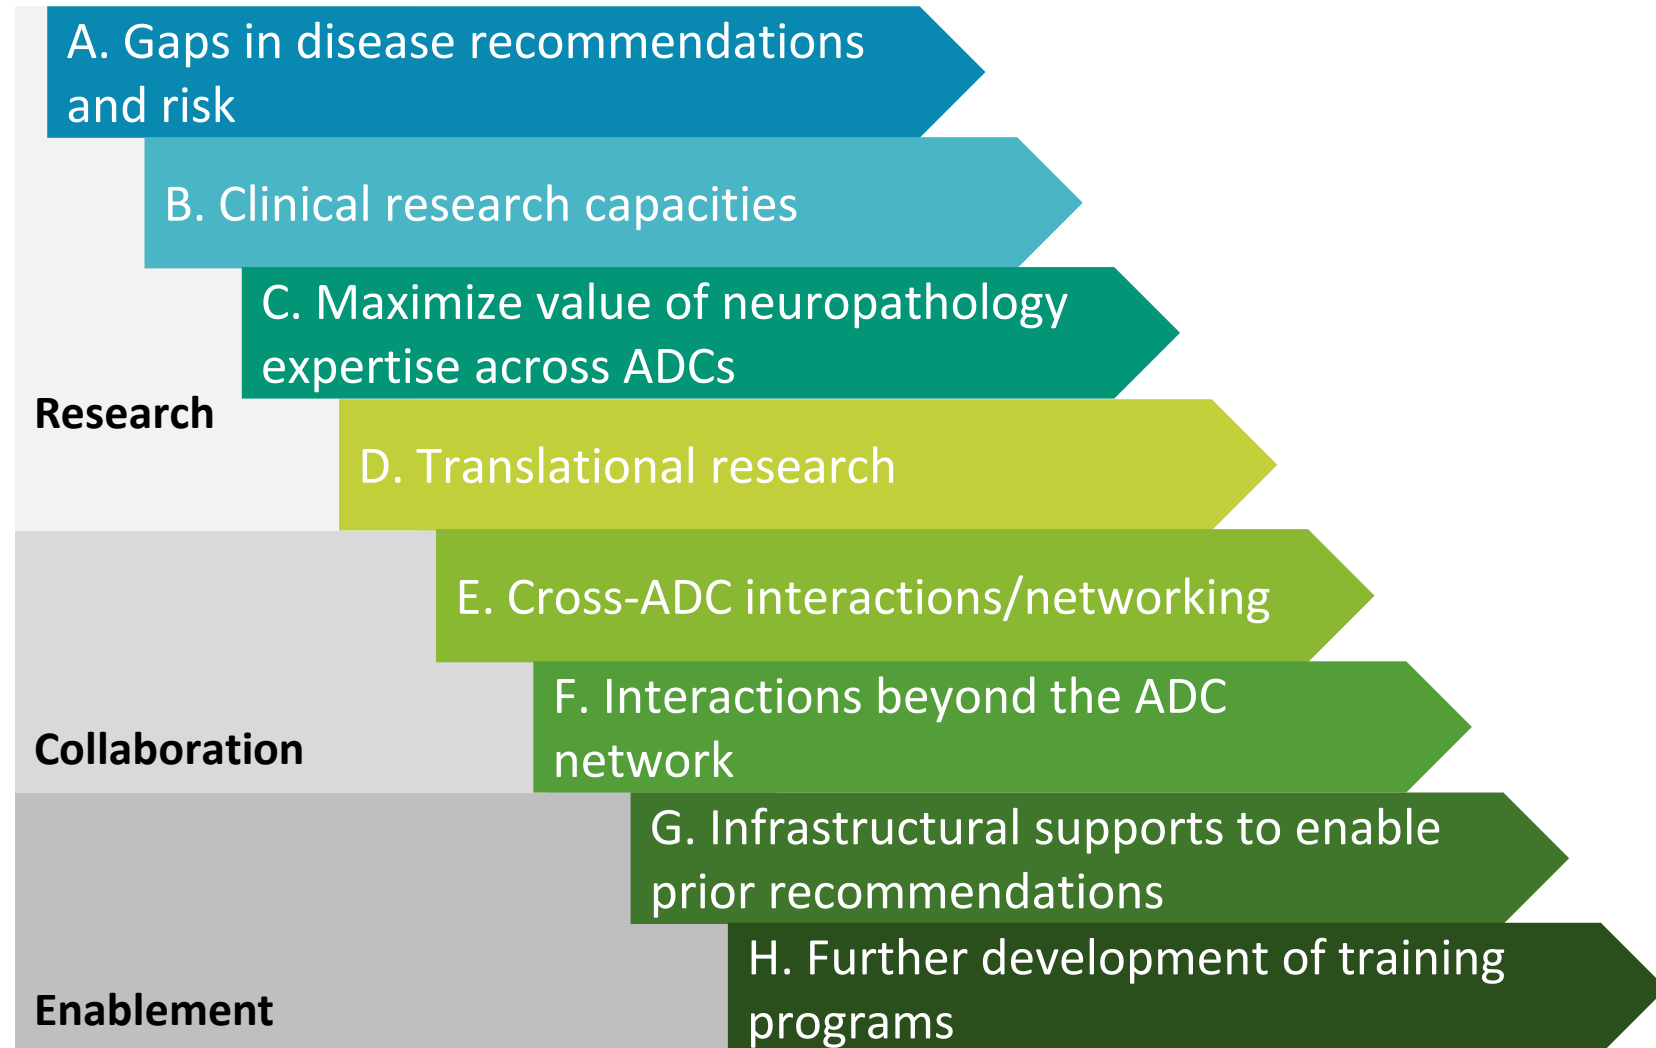 A. Gaps in disease recommendations
and risk
B. Clinical research capacities
C. Maximize value of neuropathology
expertise across ADCs
Research
D. Translational research
E. Cross-ADC interactions/networking
F. Interactions beyond the ADC
network
Collaboration
G. Infrastructural supports to enable
prior recommendations
H. Further development of training
programs
Enablement